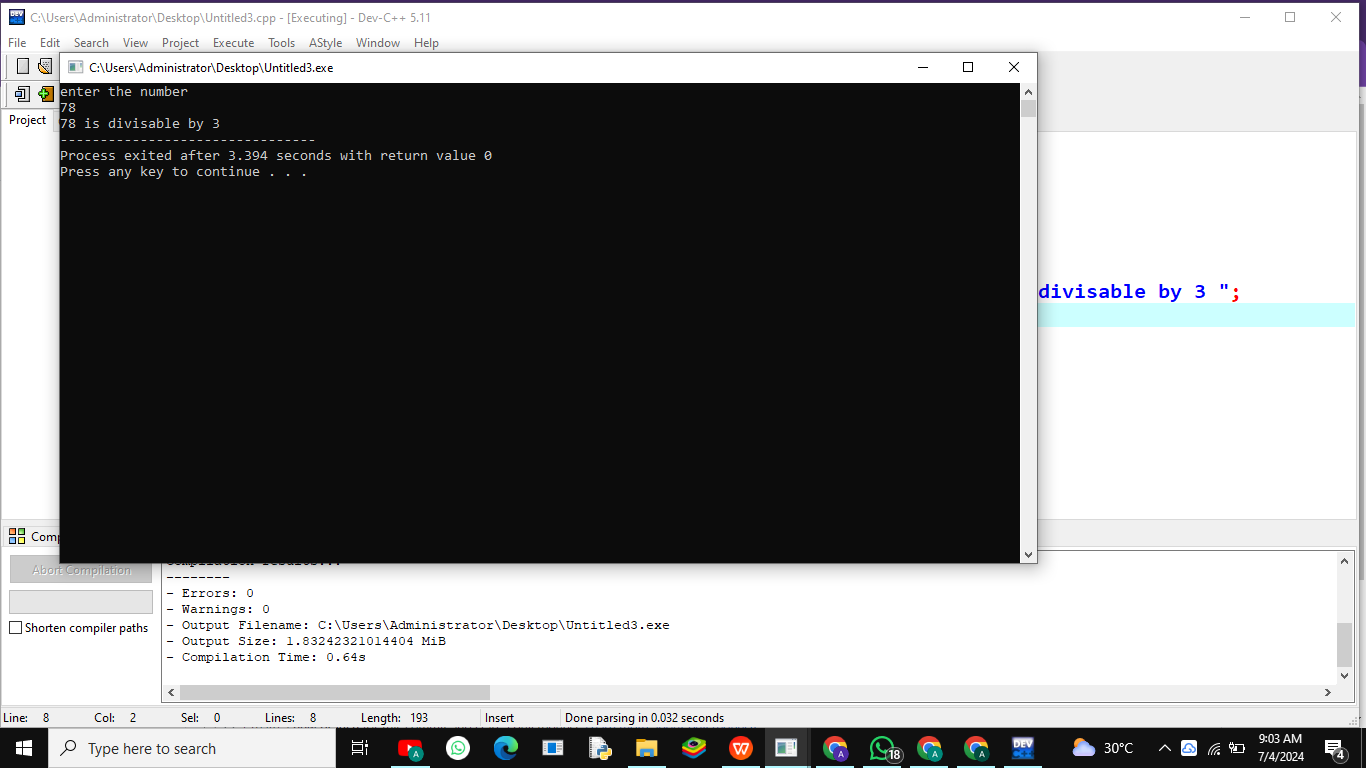 C:\Users\Administrator\Desktop\Untitled3.cpp - [Executing] - Dev-C++ 5.11
File Edit Search View Project Execute Tools AStyle Window Help
C:\Users\Administrator\Desktop\Untitled3.exe
Project
enter the number
78
78 is divisable by 3
--------------------------------
Process exited after 3.394 seconds with return value 0
Press any key to continue . . .
divisable by 3 ";
Abort Compilation
Shorten compiler paths
--------
- Errors: 0
- Warnings: 0
- Output Filename: C:\Users\Administrator\Desktop\Untitled3.exe
- Output Size: 1.83242321014404 MiB
- Compilation Time: 0.64s
Line: 8 Col: 2 Sel: 0 Lines: 8 Length: 193 Insert Done parsing in 0.032 seconds
Type here to search
A
W
A
18
A
A
DEV
C++
30°C
9:03 AM
7/4/2024
4